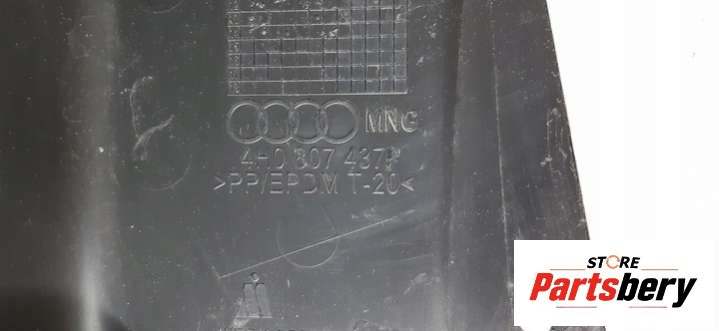 MNG
4H0 807 437
>PP/EPDM T-20<
STORE
Partsbery